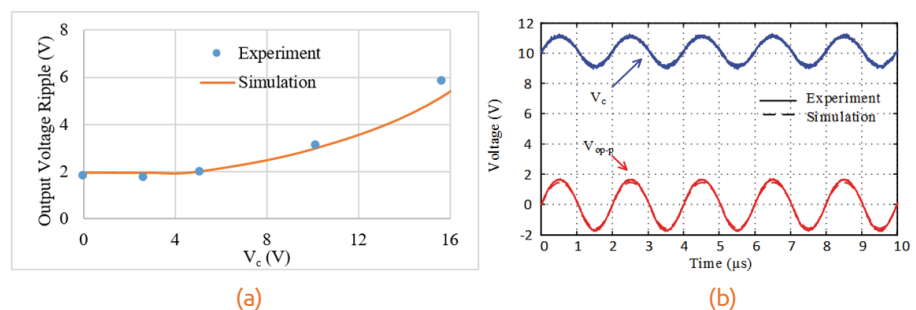 Output Voltage Ripple (V)
8
6
4
2
0
Experiment
Simulation
0 4 8 12 16
V_c (V)
(a)
Voltage (V)
12
10
8
6
4
2
0
-2
V_c
Experiment
Simulation
V_op-p
0 1 2 3 4 5 6 7 8 9 10
Time (µs)
(b)